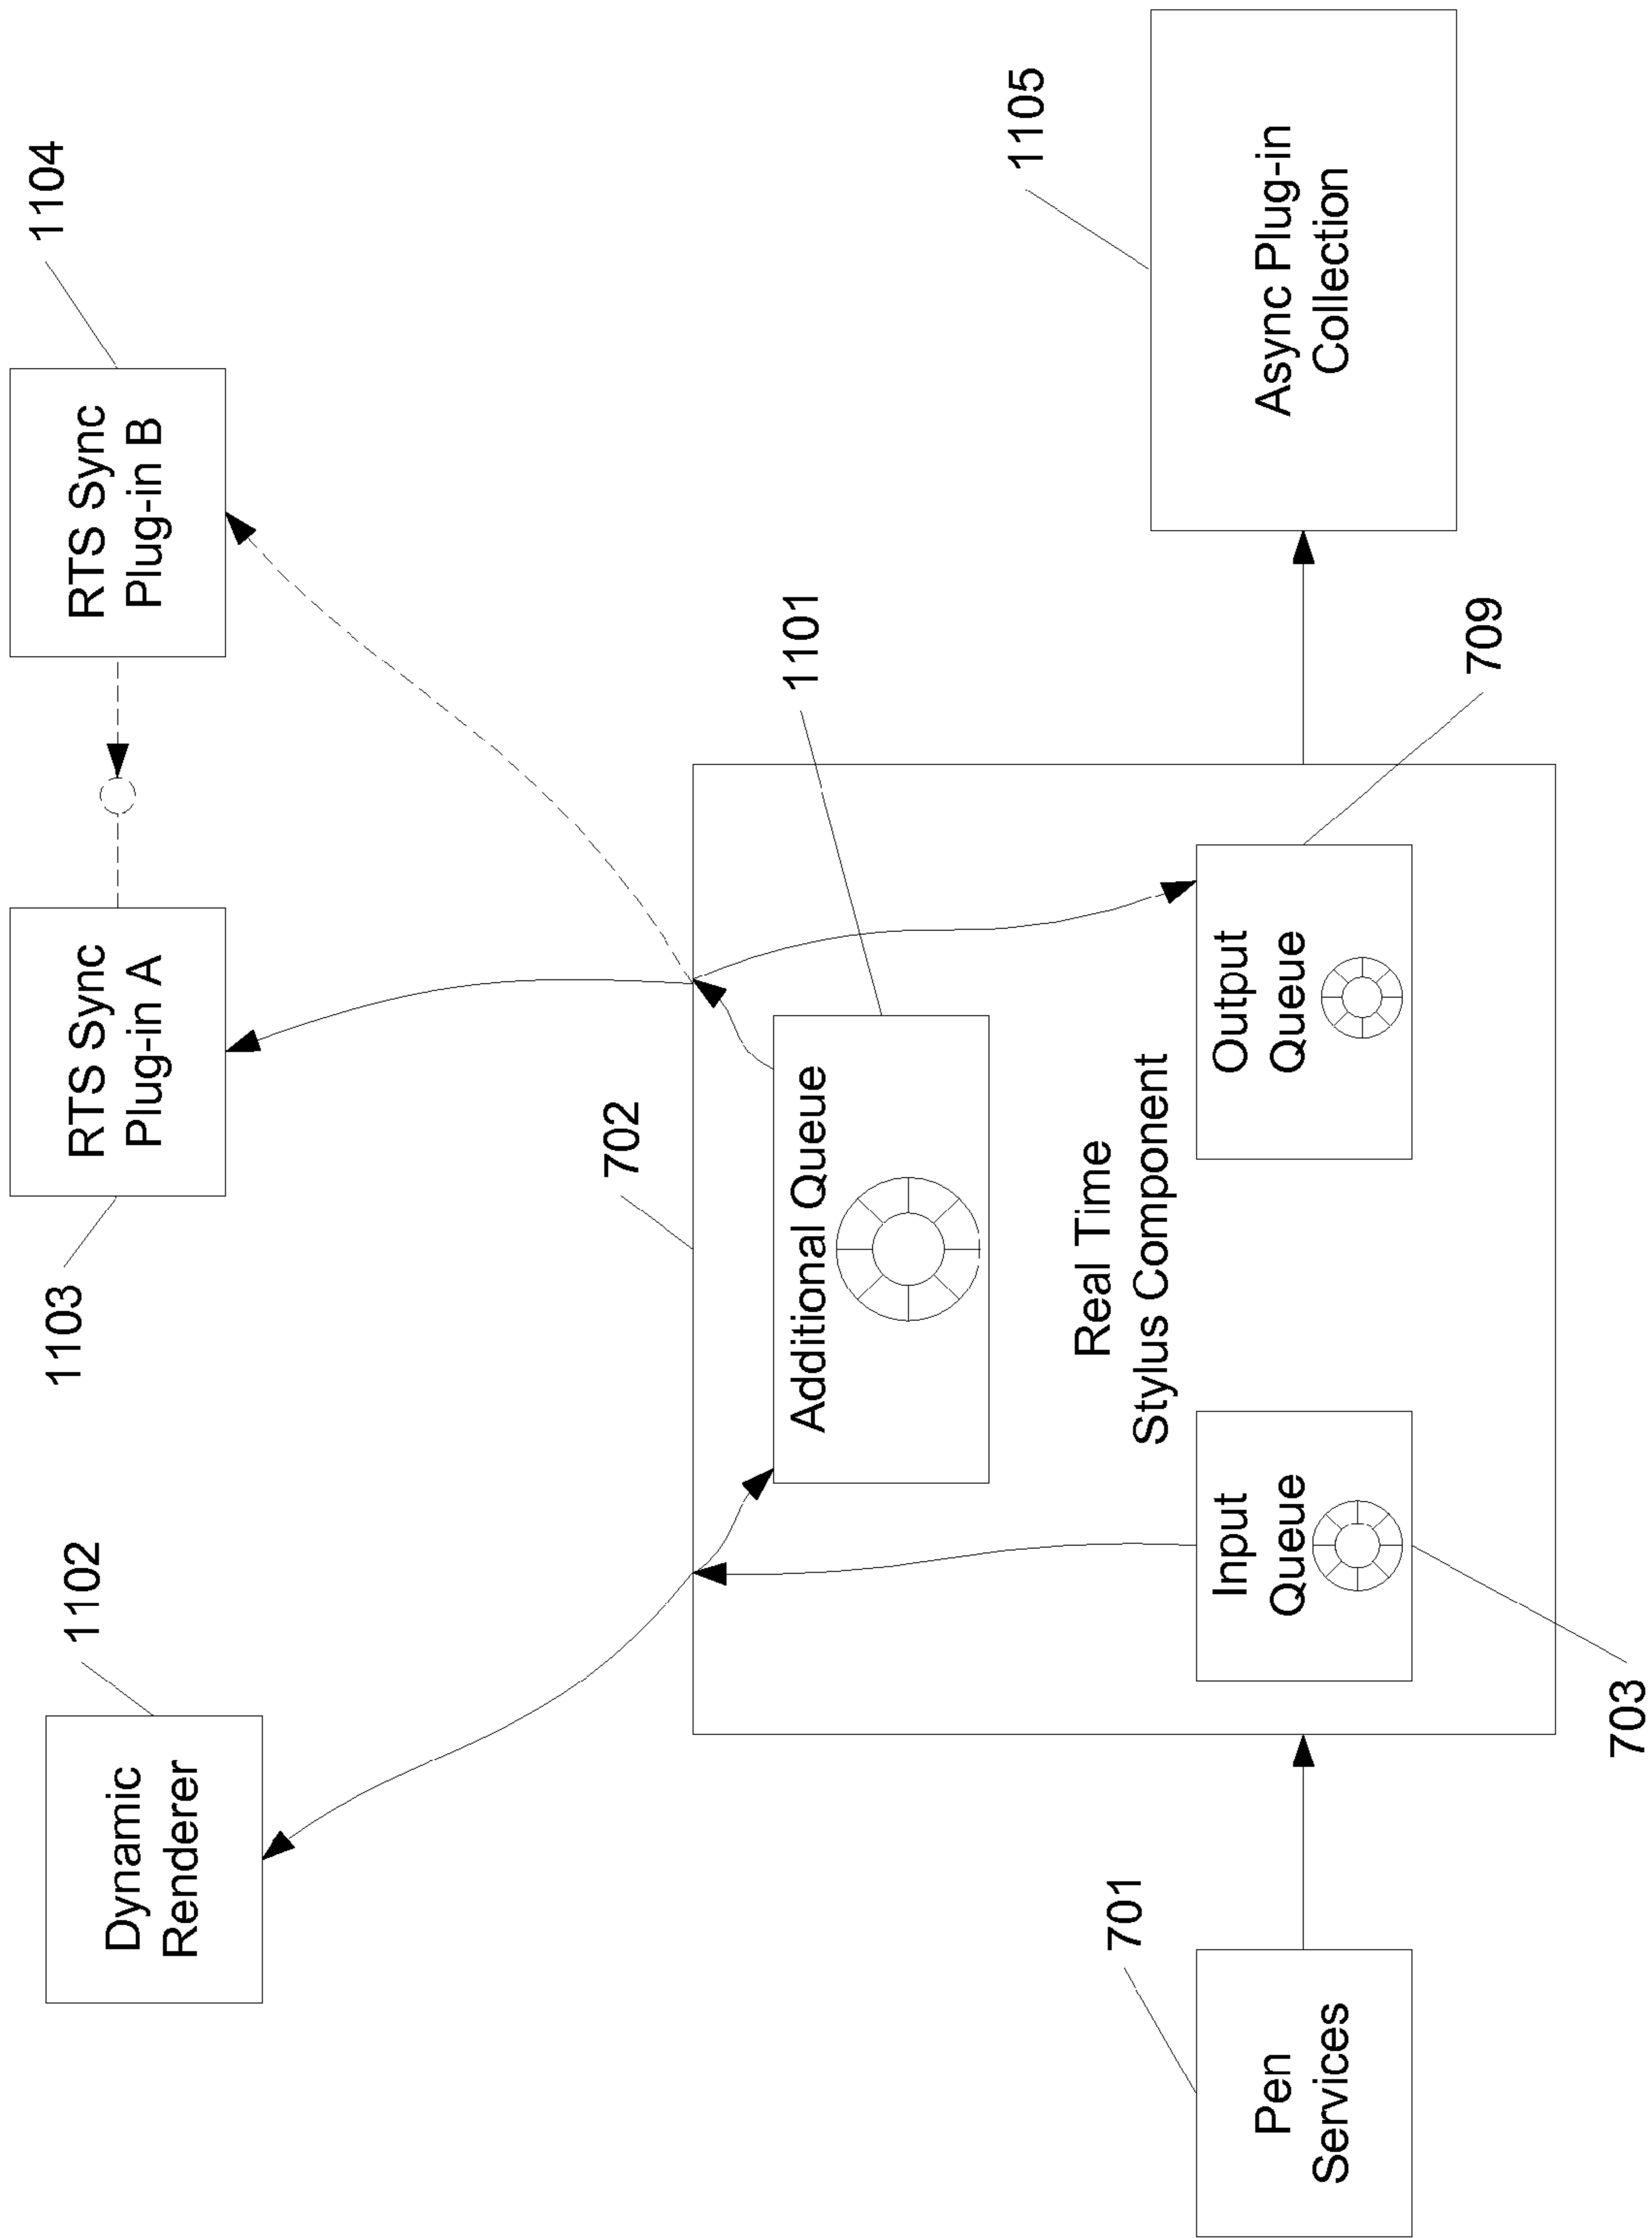 1102
Dynamic
Renderer
1103
RTS Sync
Plug-in A
RTS Sync
Plug-in B
1104
702
Additional Queue
1101
Real Time
Stylus Component
701
Pen
Services
Input
Queue
703
Output
Queue
709
1105
Async Plug-in
Collection